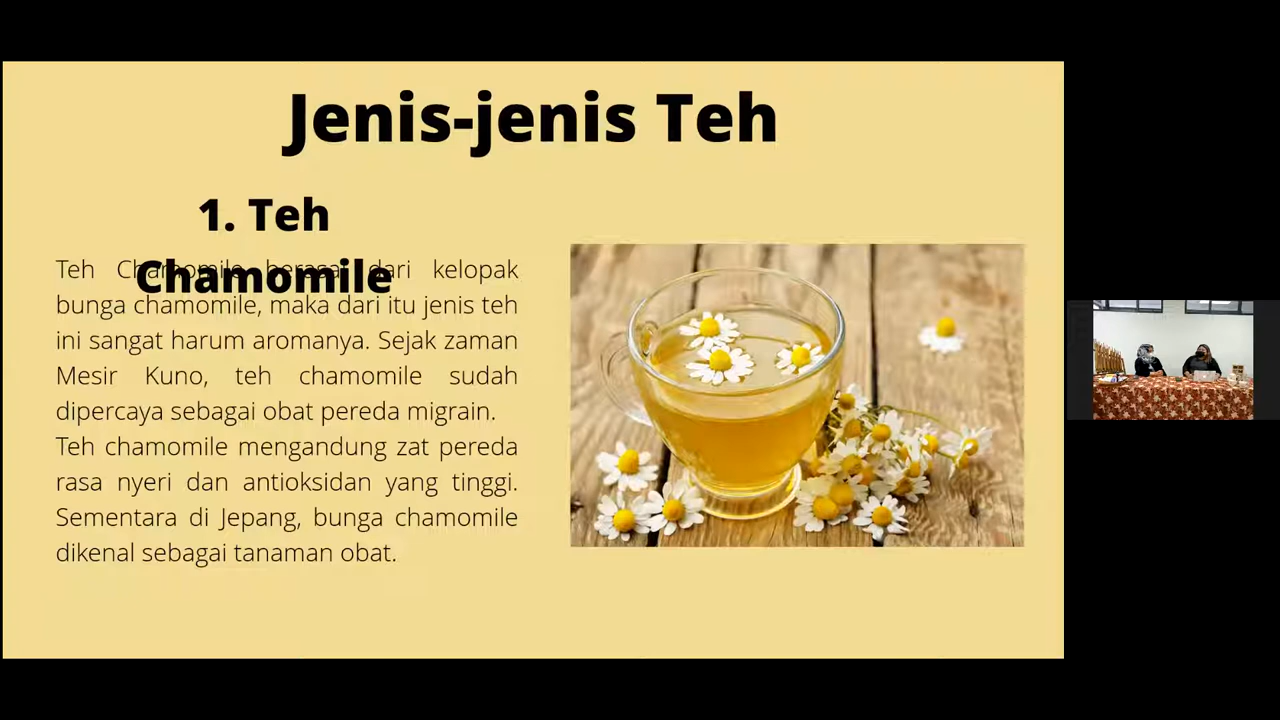 Jenis-jenis Teh
1. Teh
Chamomile
Teh Chamomile berasal dari kelopak
bunga chamomile, maka dari itu jenis teh
ini sangat harum aromanya. Sejak zaman
Mesir Kuno, teh chamomile sudah
dipercaya sebagai obat pereda migrain.
Teh chamomile mengandung zat pereda
rasa nyeri dan antioksidan yang tinggi.
Sementara di Jepang, bunga chamomile
dikenal sebagai tanaman obat.